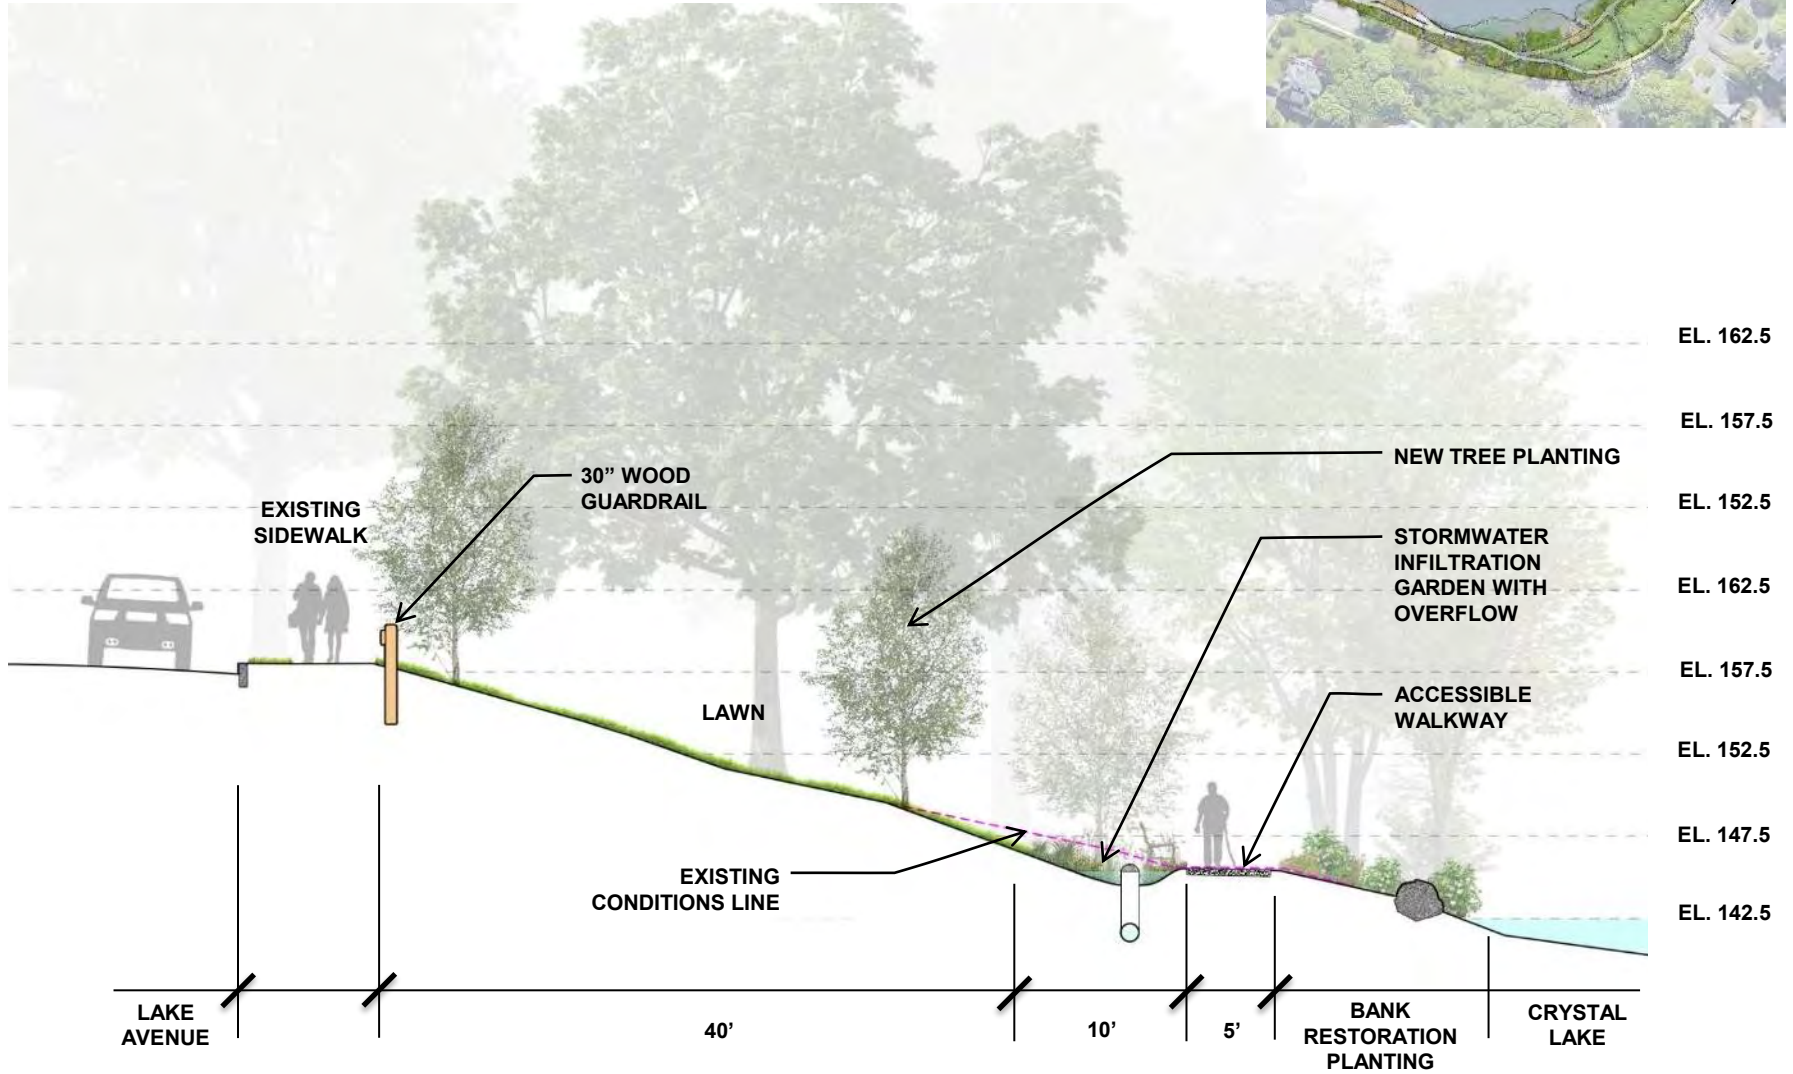 EL. 162.5
EL. 157.5
NEW TREE PLANTING
30” WOOD
GUARDRAIL
EXISTING
SIDEWALK
EL. 152.5
STORMWATER
INFILTRATION
GARDEN WITH
OVERFLOW
EL. 162.5
EL. 157.5
ACCESSIBLE
WALKWAY
LAWN
EL. 152.5
EL. 147.5
EXISTING
CONDITIONS LINE
EL. 142.5
LAKE
AVENUE
40’
10’
5’
BANK
RESTORATION
PLANTING
CRYSTAL
LAKE